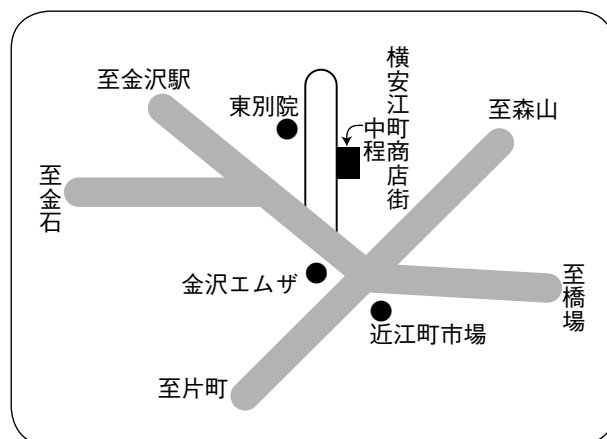 至金沢駅
東別院
横安江町商店街
中程
至森山
至金石
金沢エムザ
至橋場
近江町市場
至片町